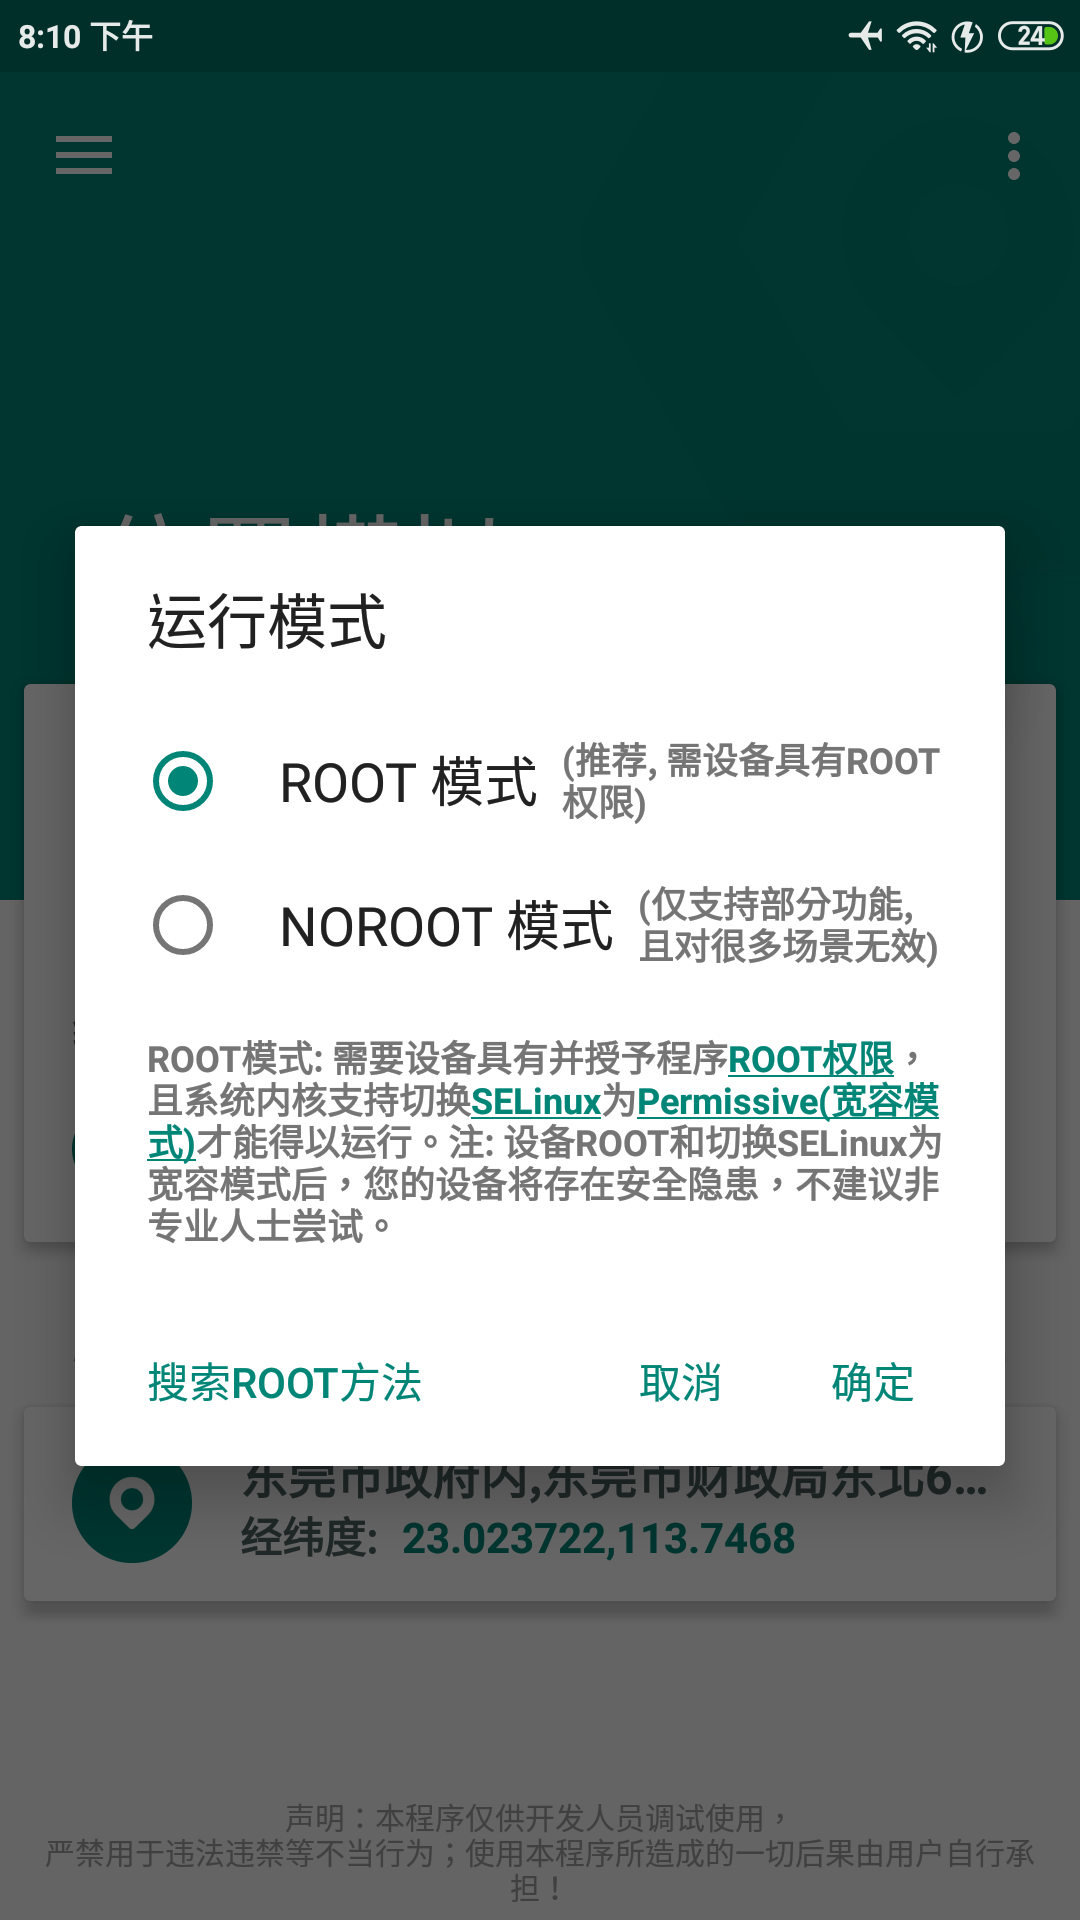 8:10 下午
24
运行模式
ROOT 模式
(推荐, 需设备具有ROOT
权限)
NOROOT 模式
(仅支持部分功能,
且对很多场景无效)
ROOT模式: 需要设备具有并授予程序ROOT权限，
且系统内核支持切换SELinux为Permissive(宽容模
式)才能得以运行。注: 设备ROOT和切换SELinux为
宽容模式后，您的设备将存在安全隐患，不建议非
专业人士尝试。
搜索ROOT方法
取消
确定
东莞市政府内,东莞市财政局东北6...
经纬度: 23.023722,113.7468
声明：本程序仅供开发人员调试使用，
严禁用于违法违禁等不当行为；使用本程序所造成的一切后果由用户自行承
担！